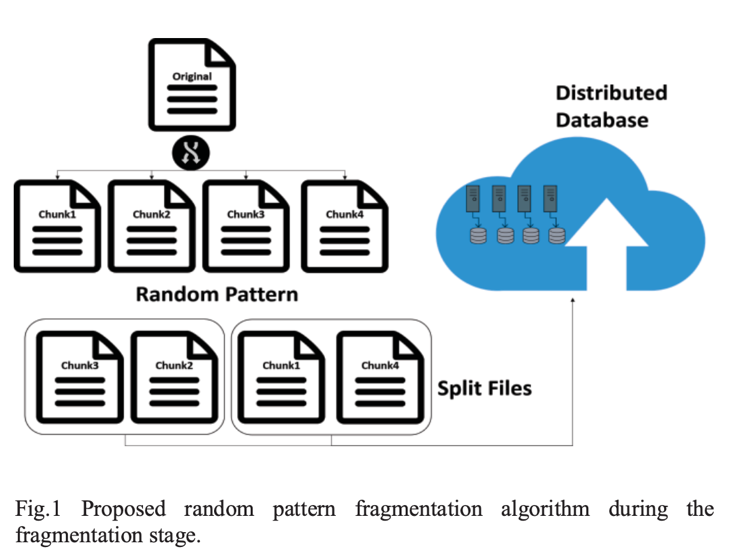 Original
Distributed
Database
Chunk1 Chunk2 Chunk3 Chunk4
Random Pattern
Chunk3 Chunk2 Chunk1 Chunk4
Split Files
Fig.1 Proposed random pattern fragmentation algorithm during the
fragmentation stage.